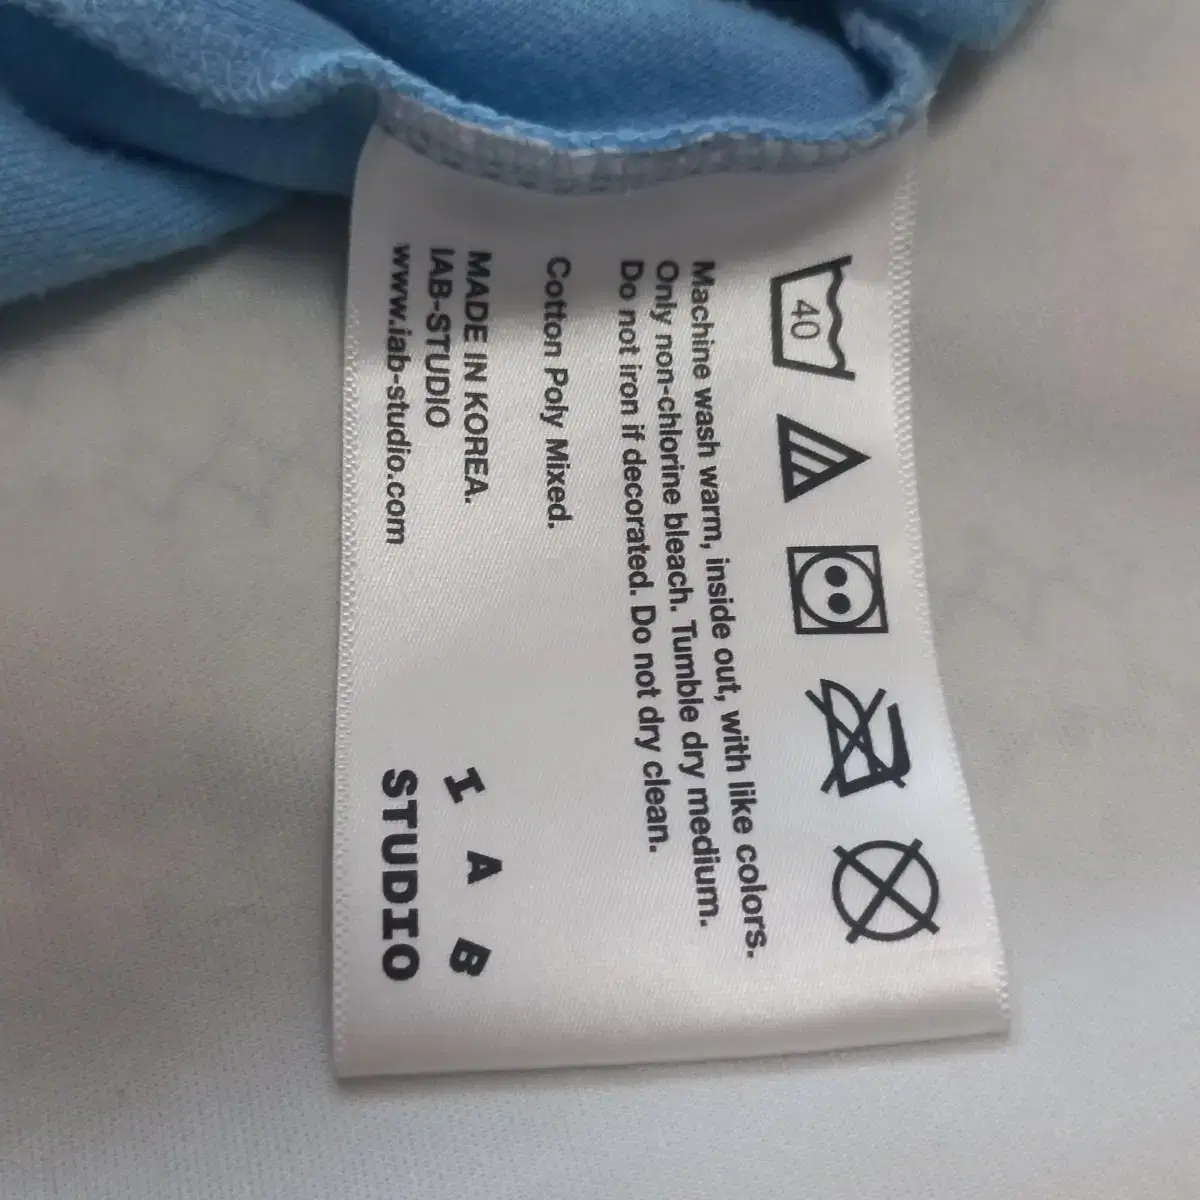 40
Machine wash warm, inside out, with like colors.
Only non-chlorine bleach. Tumble dry medium.
Do not iron if decorated. Do not dry clean.
Cotton Poly Mixed.
MADE IN KOREA.
IAB-STUDIO
www.iab-studio.com
I A B
STUDIO